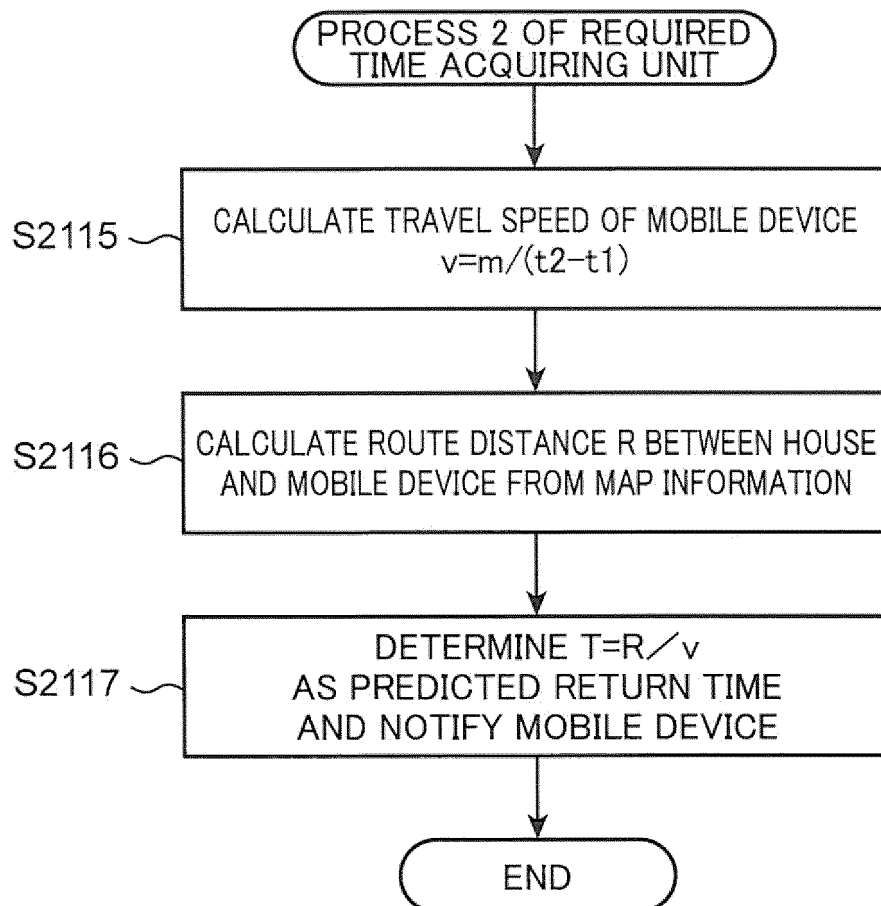 PROCESS 2 OF REQUIRED
TIME ACQUIRING UNIT
S2115
CALCULATE TRAVEL SPEED OF MOBILE DEVICE
v=m/(t2-t1)
S2116
CALCULATE ROUTE DISTANCE R BETWEEN HOUSE
AND MOBILE DEVICE FROM MAP INFORMATION
S2117
DETERMINE T=R/v
AS PREDICTED RETURN TIME
AND NOTIFY MOBILE DEVICE
END